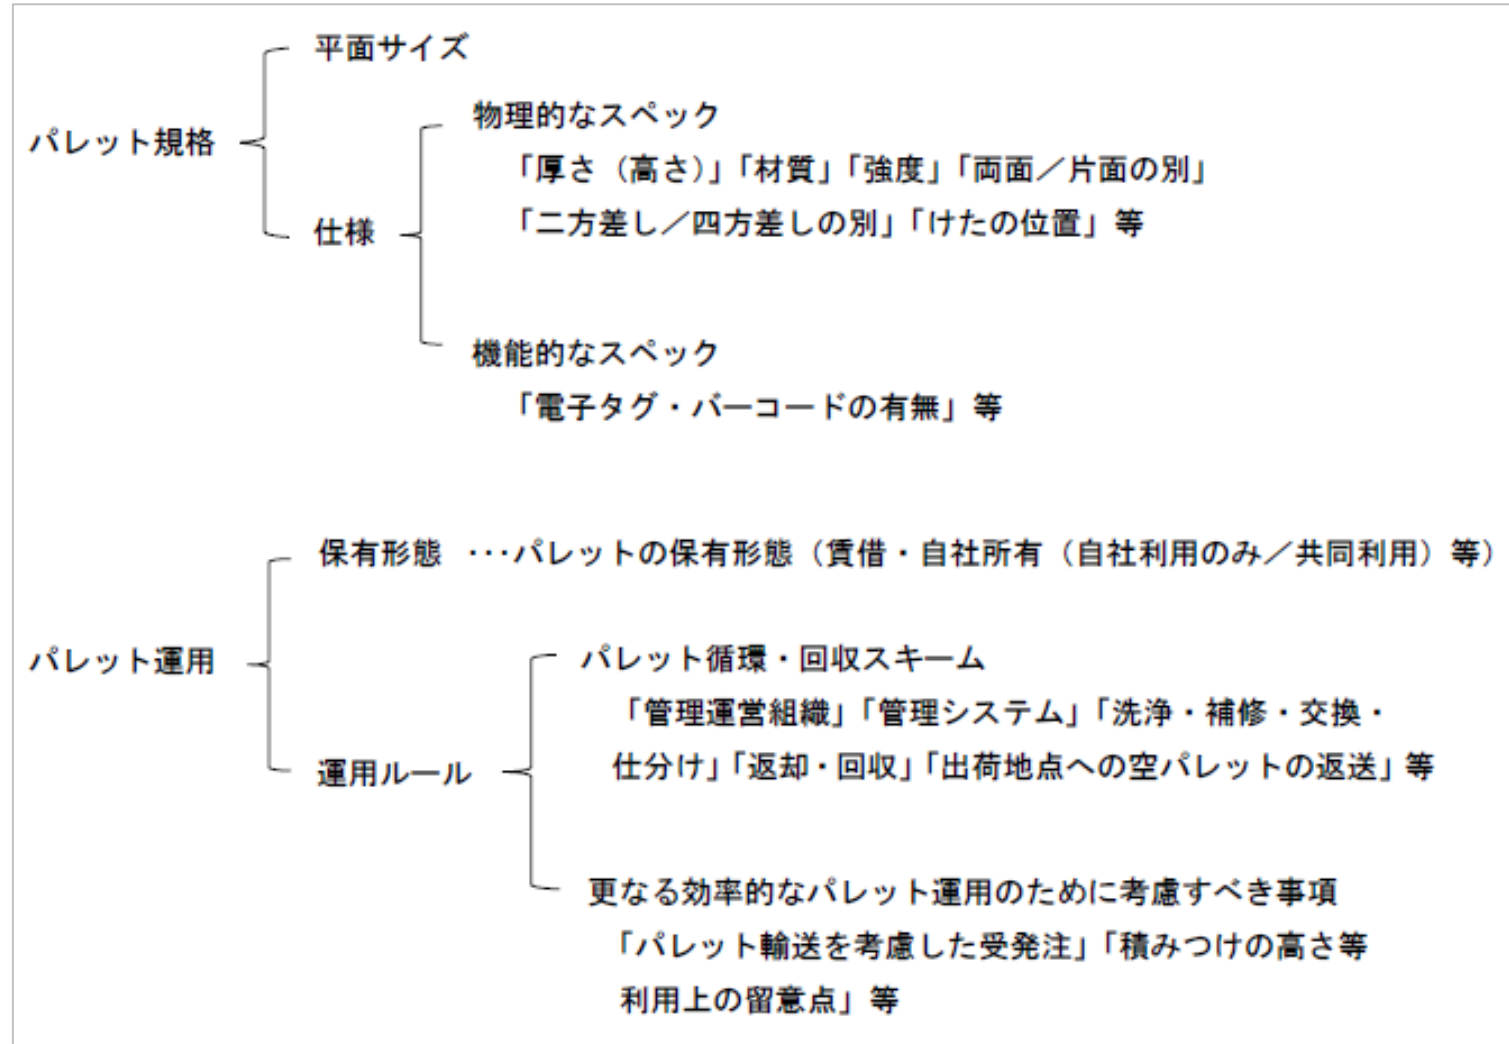 平面サイズ
パレット規格
物理的なスペック
「厚さ（高さ）」「材質」「強度」「両面／片面の別」
「二方差し／四方差しの別」「けたの位置」等
仕様
機能的なスペック
「電子タグ・バーコードの有無」等
保有形態 ･･･パレットの保有形態（賃借・自社所有（自社利用のみ／共同利用）等）
パレット運用
パレット循環・回収スキーム
「管理運営組織」「管理システム」「洗浄・補修・交換・
仕分け」「返却・回収」「出荷地点への空パレットの返送」等
運用ルール
更なる効率的なパレット運用のために考慮すべき事項
「パレット輸送を考慮した受発注」「積みつけの高さ等
利用上の留意点」等